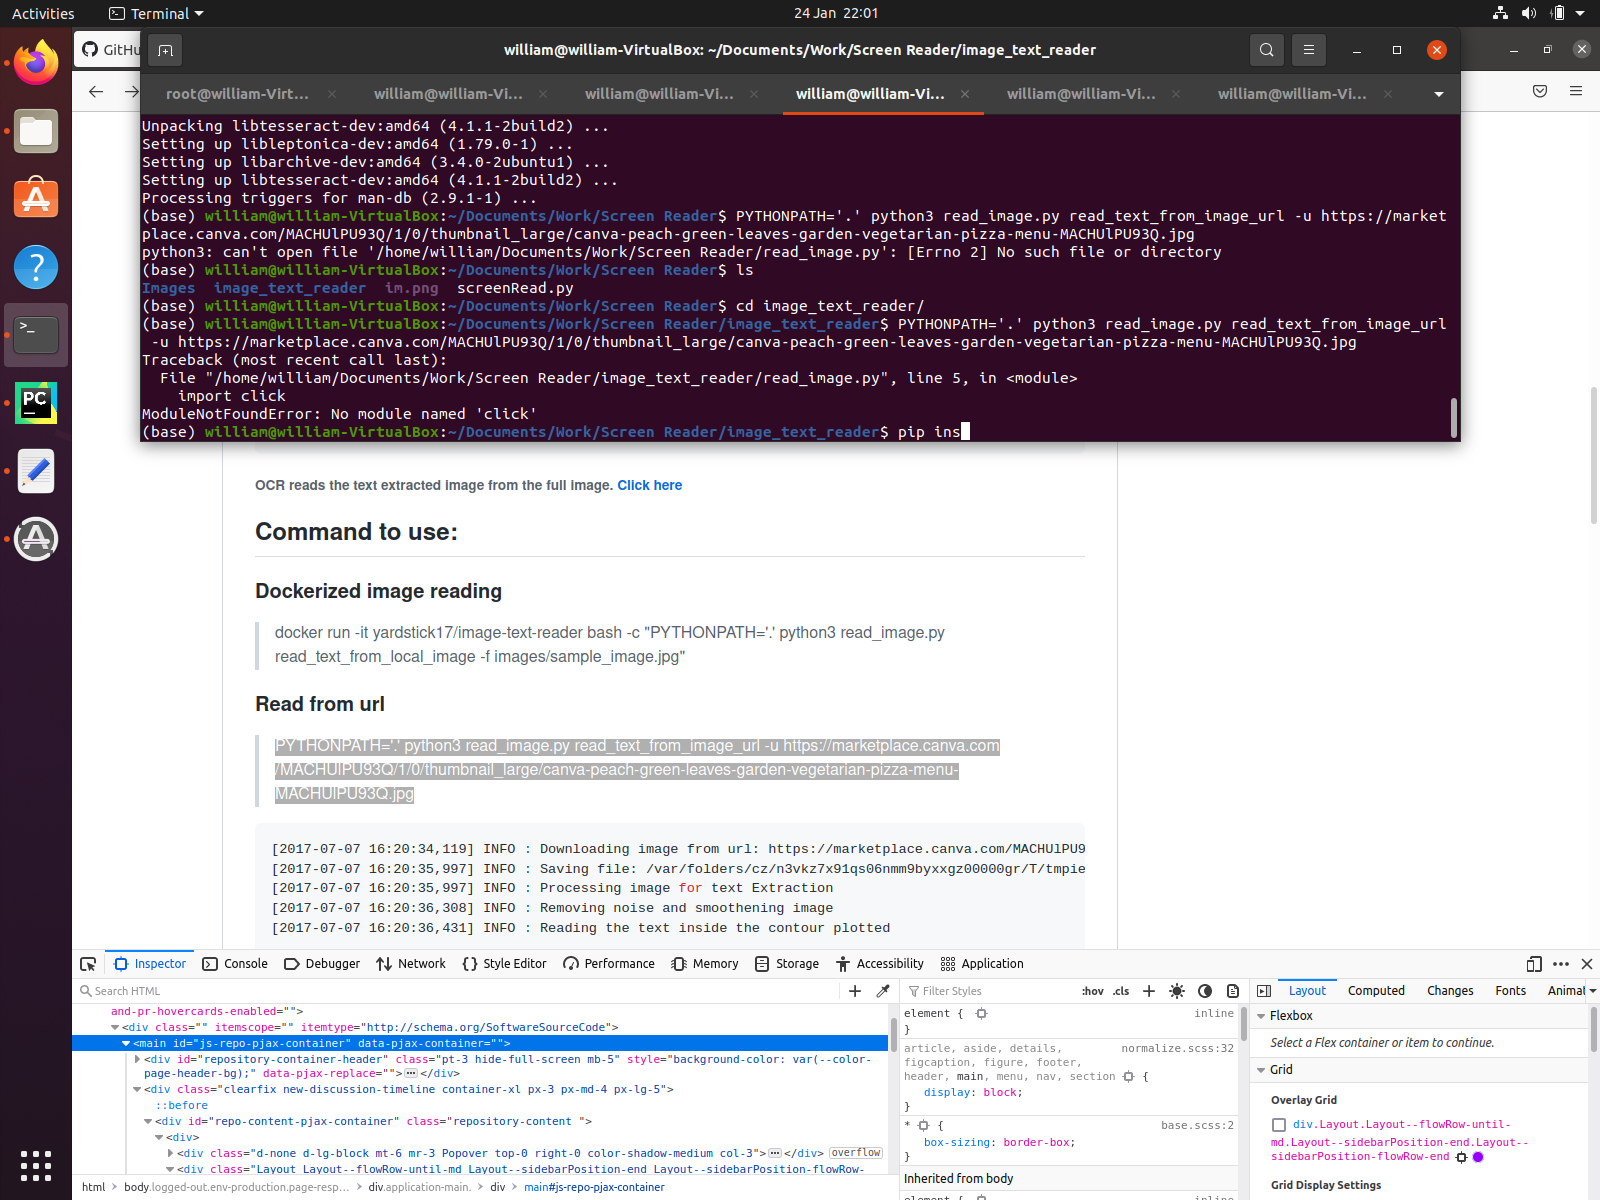 Activities
Terminal
24 Jan 22:01
GitHu
william@william-VirtualBox: ~/Documents/Work/Screen Reader/image_text_reader
root@william-Virt...
william@william-Vi...
william@william-Vi...
william@william-Vi...
william@william-Vi...
william@william-Vi...
Unpacking libtesseract-dev:amd64 (4.1.1-2build2) ...
Setting up libleptonica-dev:amd64 (1.79.0-1) ...
Setting up libarchive-dev:amd64 (3.4.0-2ubuntu1) ...
Setting up libtesseract-dev:amd64 (4.1.1-2build2) ...
Processing triggers for man-db (2.9.1-1) ...
(base) william@william-VirtualBox:~/Documents/Work/Screen Reader$ PYTHONPATH='.' python3 read_image.py read_text_from_image_url -u https://market
place.canva.com/MACHUlPU93Q/1/0/thumbnail_large/canva-peach-green-leaves-garden-vegetarian-pizza-menu-MACHUlPU93Q.jpg
python3: can't open file '/home/william/Documents/Work/Screen Reader/read_image.py': [Errno 2] No such file or directory
(base) william@william-VirtualBox:~/Documents/Work/Screen Reader$ ls
Images image_text_reader im.png screenRead.py
(base) william@william-VirtualBox:~/Documents/Work/Screen Reader$ cd image_text_reader/
(base) william@william-VirtualBox:~/Documents/Work/Screen Reader/image_text_reader$ PYTHONPATH='.' python3 read_image.py read_text_from_image_url
-u https://marketplace.canva.com/MACHUlPU93Q/1/0/thumbnail_large/canva-peach-green-leaves-garden-vegetarian-pizza-menu-MACHUlPU93Q.jpg
Traceback (most recent call last):
File "/home/william/Documents/Work/Screen Reader/image_text_reader/read_image.py", line 5, in <module>
import click
ModuleNotFoundError: No module named 'click'
(base) william@william-VirtualBox:~/Documents/Work/Screen Reader/image_text_reader$ pip ins
OCR reads the text extracted image from the full image. Click here
Command to use:
Dockerized image reading
docker run -it yardstick17/image-text-reader bash -c "PYTHONPATH='.' python3 read_image.py
read_text_from_local_image -f images/sample_image.jpg"
Read from url
PYTHONPATH='.' python3 read_image.py read_text_from_image_url -u https://marketplace.canva.com
/MACHUlPU93Q/1/0/thumbnail_large/canva-peach-green-leaves-garden-vegetarian-pizza-menu-
MACHUlPU93Q.jpg
[2017-07-07 16:20:34,119] INFO : Downloading image from url: https://marketplace.canva.com/MACHUlPU9
[2017-07-07 16:20:35,997] INFO : Saving file: /var/folders/cz/n3vkz7x91qs06nmm9byxxgz00000gr/T/tmpie
[2017-07-07 16:20:35,997] INFO : Processing image for text Extraction
[2017-07-07 16:20:36,308] INFO : Removing noise and smoothening image
[2017-07-07 16:20:36,431] INFO : Reading the text inside the contour plotted
Inspector Console Debugger Network Style Editor Performance Memory Storage Accessibility Application
Search HTML
and-pr-hovercards-enabled="">
<div class="" itemscope="" itemtype="http://schema.org/SoftwareSourceCode">
<main id="js-repo-pjax-container" data-pjax-container="">
<div id="repository-container-header" class="pt-3 hide-full-screen mb-5" style="background-color: var(--color-
page-header-bg);" data-pjax-replace="">···</div>
<div class="clearfix new-discussion-timeline container-xl px-3 px-md-4 px-lg-5">
::before
<div id="repo-content-pjax-container" class="repository-content ">
<div>
<div class="d-none d-lg-block mt-6 mr-3 Popover top-0 right-0 color-shadow-medium col-3">···</div> overflow
<div class="Layout Layout--flowRow-until-md Layout--sidebarPosition-end Layout--sidebarPosition-flowRow-
html > body.logged-out.env-production.page-resp... > div.application-main. > div > main#js-repo-pjax-container
Filter Styles
:hov .cls
element { inline
}
article, aside, details, normalize.scss:32
figcaption, figure, footer,
header, main, menu, nav, section {
display: block;
}
* { base.scss:2
box-sizing: border-box;
}
Inherited from body
element { inline
Layout Computed Changes Fonts Animat
Flexbox
Select a Flex container or item to continue.
Grid
Overlay Grid
div.Layout.Layout--flowRow-until-
md.Layout--sidebarPosition-end.Layout--
sidebarPosition-flowRow-end
Grid Display Settings